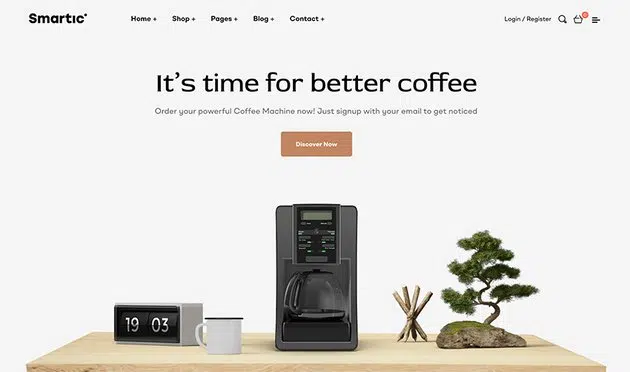 Smartic
Home +
Shop +
Pages +
Blog +
Contact +
Login / Register
0
It's time for better coffee
Order your powerful Coffee Machine now! Just signup with your email to get noticed
Discover Now
19 03